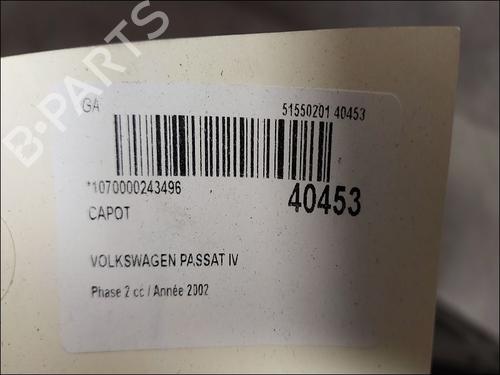 B-PARTS
GA
51550201 40453
*1070000243496
40453
CAPOT
VOLKSWAGEN PASSAT IV
Phase 2 cc / Année 2002